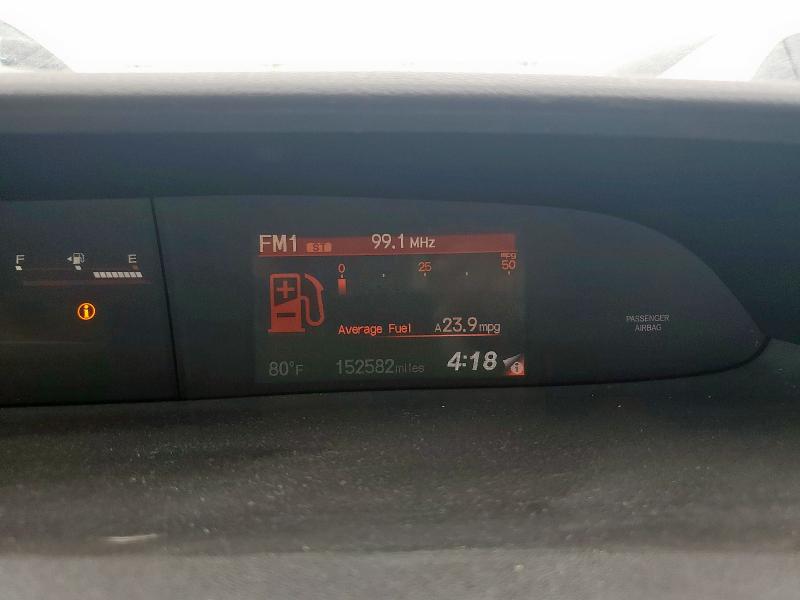 FM1 ST 99.1 MHz
mpg
0 25 50
F E
Average Fuel A23.9 mpg
PASSENGER
AIRBAG
80°F 152582 miles 4:18 i